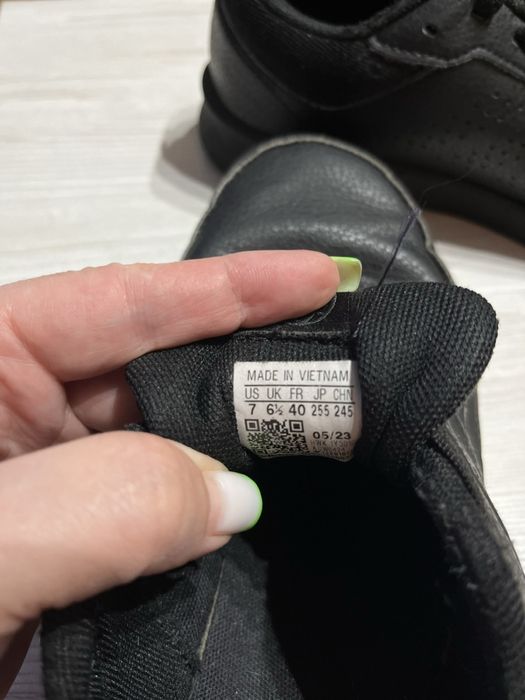 MADE IN VIETNAM
US UK FR JP CHN
7 6½ 40 255 245
05/23